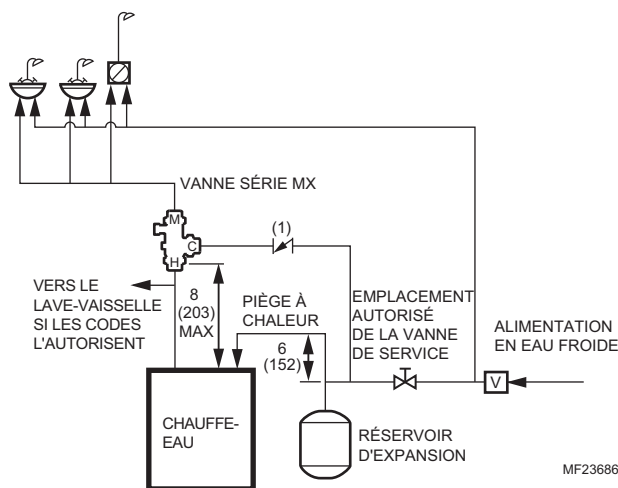 VANNE SÉRIE MX
M
(1)
C
H
VERS LE
LAVE-VAISSELLE
SI LES CODES
L'AUTORISENT
8
(203)
MAX
PIÈGE À
CHALEUR
6
(152)
EMPLACEMENT
AUTORISÉ
DE LA VANNE
DE SERVICE
ALIMENTATION
EN EAU FROIDE
V
CHAUFFE-
EAU
RÉSERVOIR
D'EXPANSION
MF23686